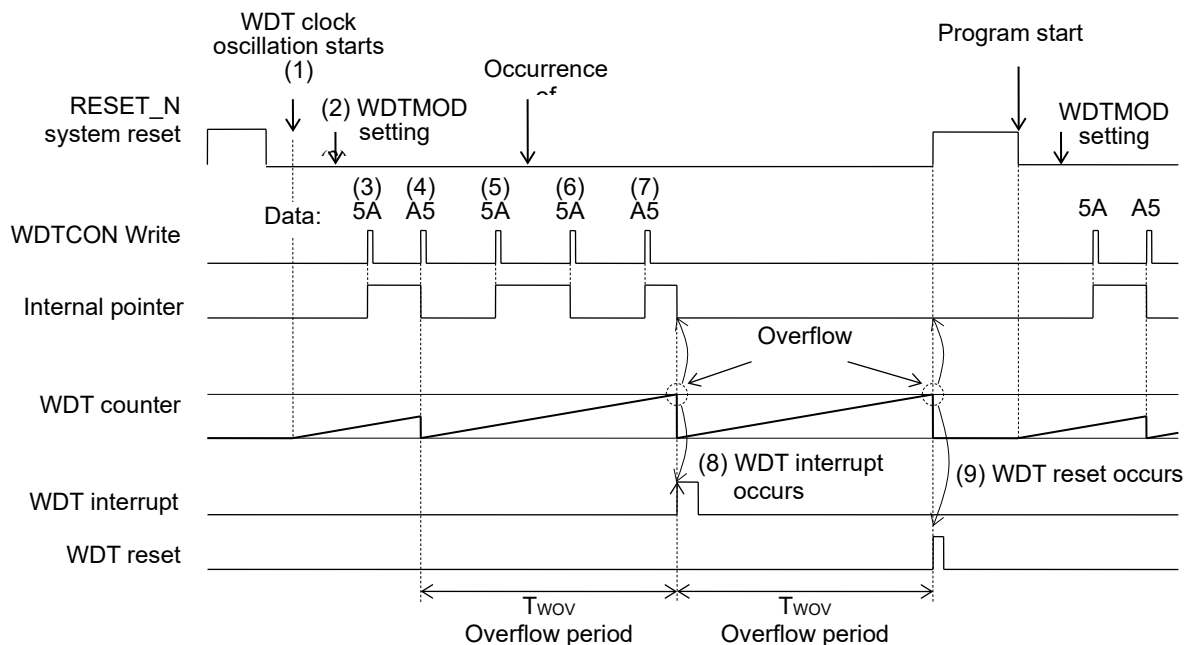 WDT clock
oscillation starts
(1)
Program start
Occurrence
RESET_N
system reset
(2) WDTMOD
setting
WDTMOD
setting
(3) (4) (5) (6) (7)
Data: 5A A5 5A 5A A5 5A A5
WDTCON Write
Internal pointer
Overflow
WDT counter
(8) WDT interrupt
occurs
(9) WDT reset occurs
WDT interrupt
WDT reset
TWOV TWOV
Overflow period Overflow period